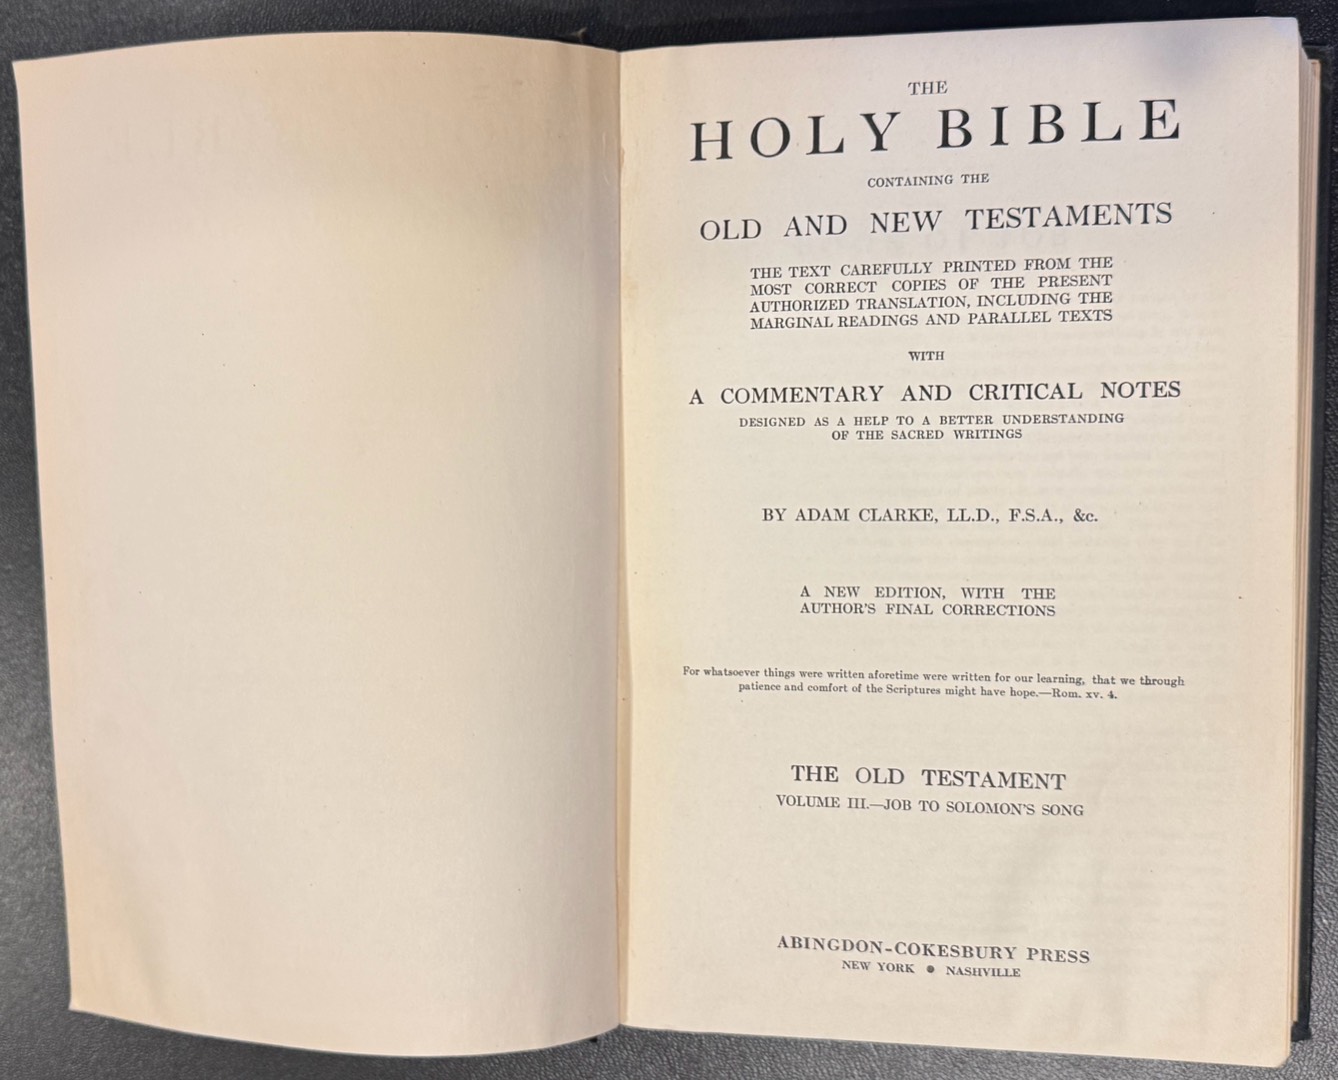 THE
HOLY BIBLE
CONTAINING THE
OLD AND NEW TESTAMENTS
THE TEXT CAREFULLY PRINTED FROM THE
MOST CORRECT COPIES OF THE PRESENT
AUTHORIZED TRANSLATION, INCLUDING THE
MARGINAL READINGS AND PARALLEL TEXTS
WITH
A COMMENTARY AND CRITICAL NOTES
DESIGNED AS A HELP TO A BETTER UNDERSTANDING
OF THE SACRED WRITINGS
BY ADAM CLARKE, LL.D., F.S.A., &c.
A NEW EDITION, WITH THE
AUTHOR'S FINAL CORRECTIONS
For whatsoever things were written aforetime were written for our learning, that we through
patience and comfort of the Scriptures might have hope.—Rom. xv. 4.
THE OLD TESTAMENT
VOLUME III.—JOB TO SOLOMON'S SONG
ABINGDON-COKESBURY PRESS
NEW YORK ● NASHVILLE